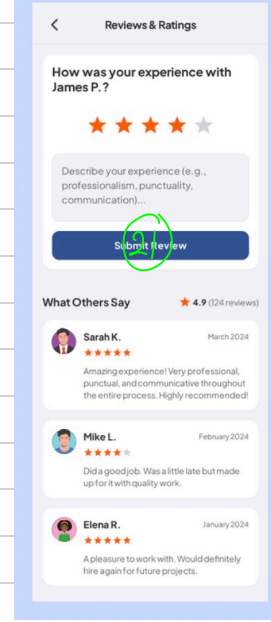 Reviews & Ratings
How was your experience with
James P.?
Describe your experience (e.g.,
professionalism, punctuality,
communication)...
Submit Review
21
What Others Say
4.9 (124 reviews)
Sarah K.
March 2024
Amazing experience! Very professional,
punctual, and communicative throughout
the entire process. Highly recommended!
Mike L.
February 2024
Did a good job. Was a little late but made
up for it with quality work.
Elena R.
January 2024
A pleasure to work with. Would definitely
hire again for future projects.